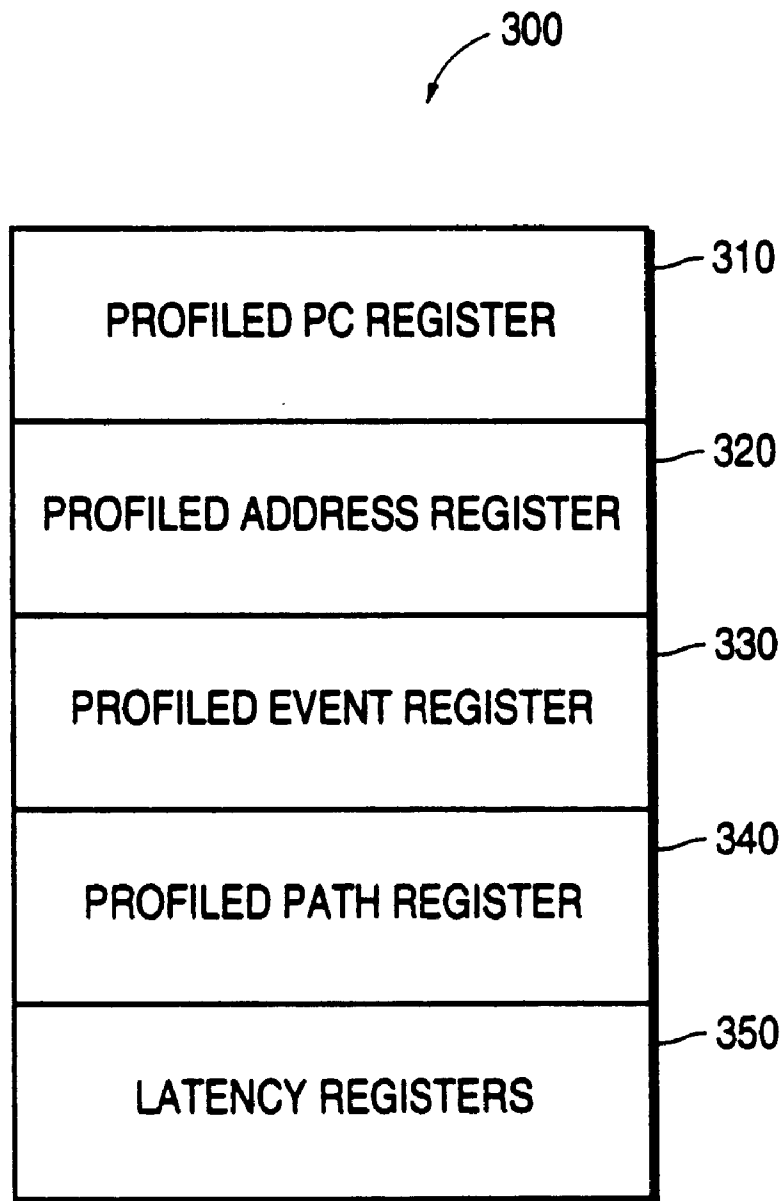 300
310
PROFILED PC REGISTER
320
PROFILED ADDRESS REGISTER
330
PROFILED EVENT REGISTER
340
PROFILED PATH REGISTER
350
LATENCY REGISTERS